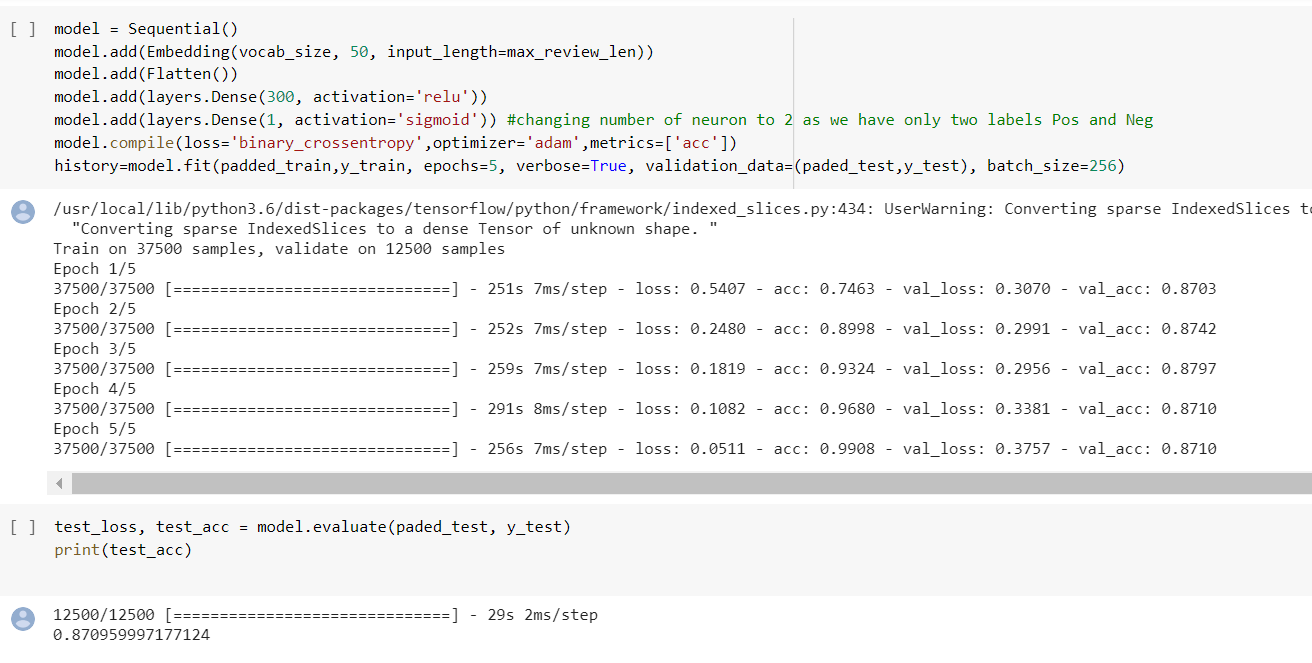 [ ] model = Sequential()
model.add(Embedding(vocab_size, 50, input_length=max_review_len))
model.add(Flatten())
model.add(layers.Dense(300, activation='relu'))
model.add(layers.Dense(1, activation='sigmoid')) #changing number of neuron to 2 as we have only two labels Pos and Neg
model.compile(loss='binary_crossentropy',optimizer='adam',metrics=['acc'])
history=model.fit(padded_train,y_train, epochs=5, verbose=True, validation_data=(paded_test,y_test), batch_size=256)
/usr/local/lib/python3.6/dist-packages/tensorflow/python/framework/indexed_slices.py:434: UserWarning: Converting sparse IndexedSlices to
"Converting sparse IndexedSlices to a dense Tensor of unknown shape. "
Train on 37500 samples, validate on 12500 samples
Epoch 1/5
37500/37500 [==============================] - 251s 7ms/step - loss: 0.5407 - acc: 0.7463 - val_loss: 0.3070 - val_acc: 0.8703
Epoch 2/5
37500/37500 [==============================] - 252s 7ms/step - loss: 0.2480 - acc: 0.8998 - val_loss: 0.2991 - val_acc: 0.8742
Epoch 3/5
37500/37500 [==============================] - 259s 7ms/step - loss: 0.1819 - acc: 0.9324 - val_loss: 0.2956 - val_acc: 0.8797
Epoch 4/5
37500/37500 [==============================] - 291s 8ms/step - loss: 0.1082 - acc: 0.9680 - val_loss: 0.3381 - val_acc: 0.8710
Epoch 5/5
37500/37500 [==============================] - 256s 7ms/step - loss: 0.0511 - acc: 0.9908 - val_loss: 0.3757 - val_acc: 0.8710
[ ] test_loss, test_acc = model.evaluate(paded_test, y_test)
print(test_acc)
12500/12500 [==============================] - 29s 2ms/step
0.870959997177124